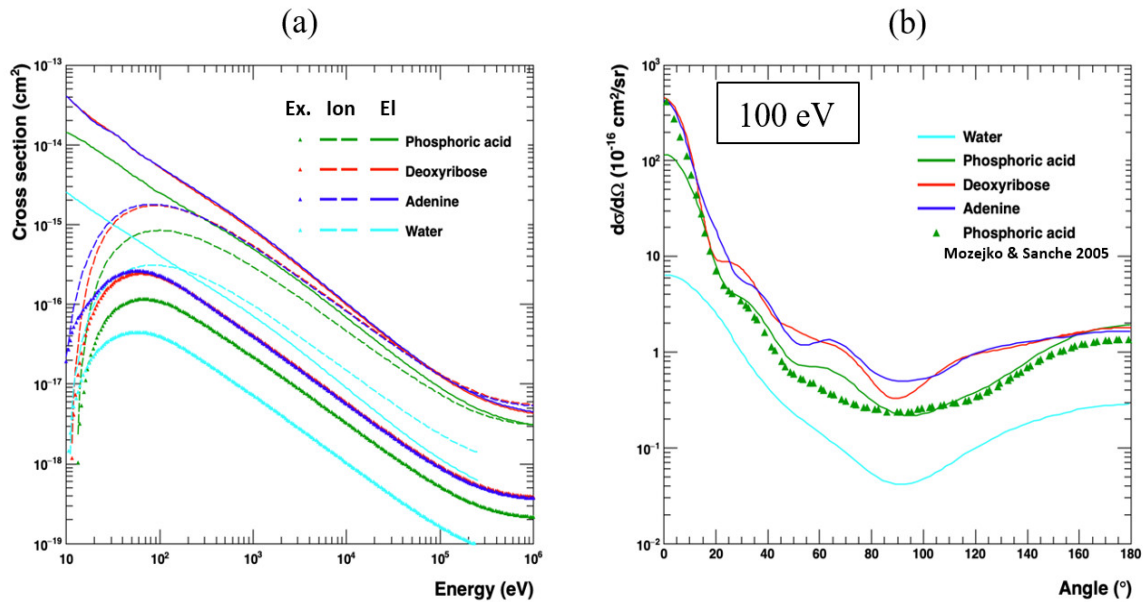 (a)
Cross section (cm²)
10⁻¹³
10⁻¹⁴
10⁻¹⁵
10⁻¹⁶
10⁻¹⁷
10⁻¹⁸
10⁻¹⁹
Ex. Ion El
Phosphoric acid
Deoxyribose
Adenine
Water
10 10² 10³ 10⁴ 10⁵ 10⁶
Energy (eV)
(b)
dσ/dΩ (10⁻¹⁶ cm²/sr)
10³
10²
10
1
10⁻¹
10⁻²
100 eV
Water
Phosphoric acid
Deoxyribose
Adenine
Phosphoric acid
Mozejko & Sanche 2005
0 20 40 60 80 100 120 140 160 180
Angle (°)